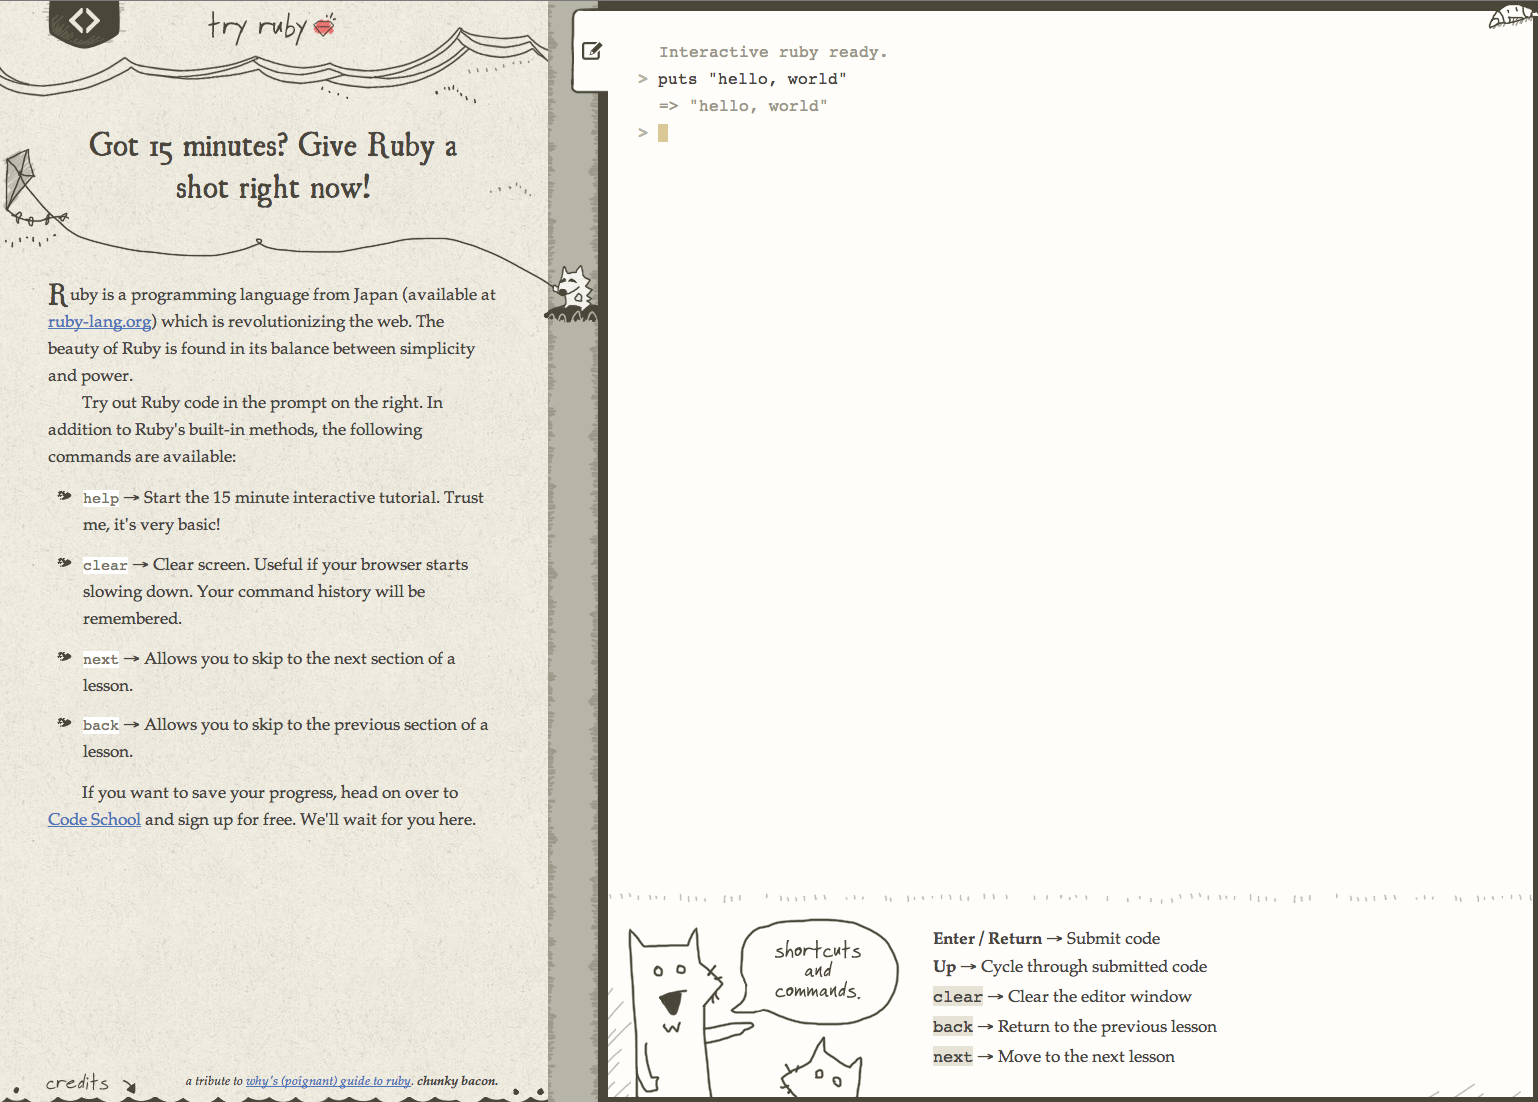 try ruby
Got 15 minutes? Give Ruby a
shot right now!
Ruby is a programming language from Japan (available at
ruby-lang.org) which is revolutionizing the web. The
beauty of Ruby is found in its balance between simplicity
and power.
Try out Ruby code in the prompt on the right. In
addition to Ruby's built-in methods, the following
commands are available:
help → Start the 15 minute interactive tutorial. Trust
me, it's very basic!
clear → Clear screen. Useful if your browser starts
slowing down. Your command history will be
remembered.
next → Allows you to skip to the next section of a
lesson.
back → Allows you to skip to the previous section of a
lesson.
If you want to save your progress, head on over to
Code School and sign up for free. We'll wait for you here.
credits
a tribute to why's (poignant) guide to ruby. chunky bacon.
Interactive ruby ready.
> puts "hello, world"
=> "hello, world"
>
shortcuts
and
commands.
Enter / Return → Submit code
Up → Cycle through submitted code
clear → Clear the editor window
back → Return to the previous lesson
next → Move to the next lesson